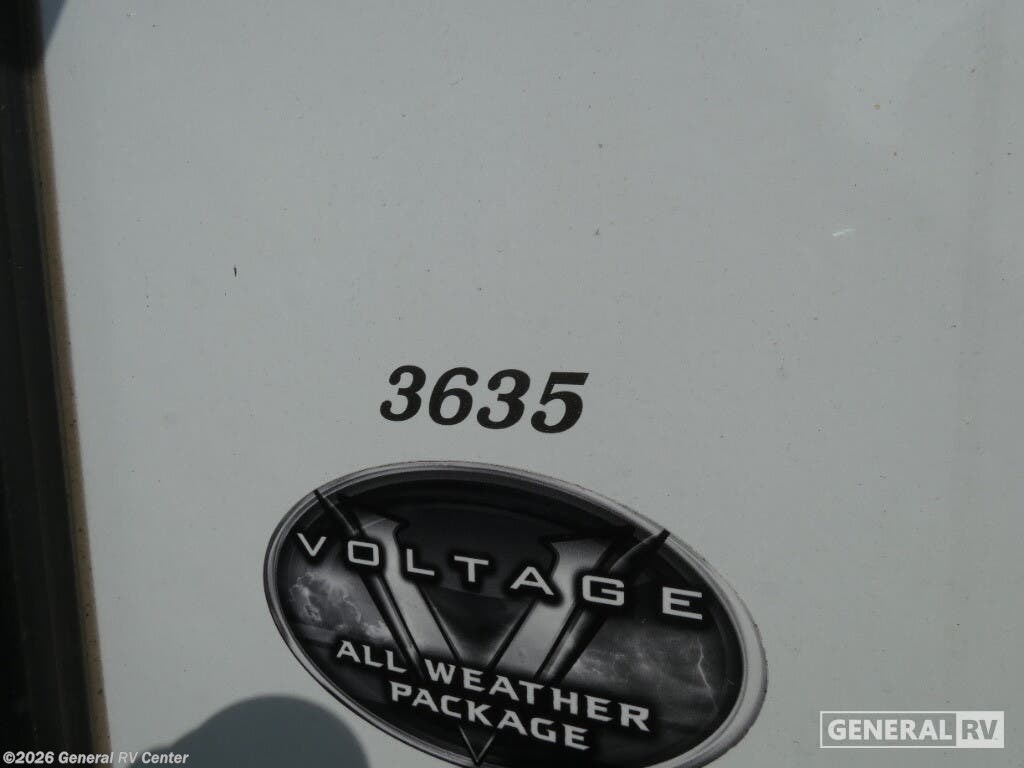 3635
VOLTAGE
ALL WEATHER
PACKAGE
GENERAL RV
©2026 General RV Center